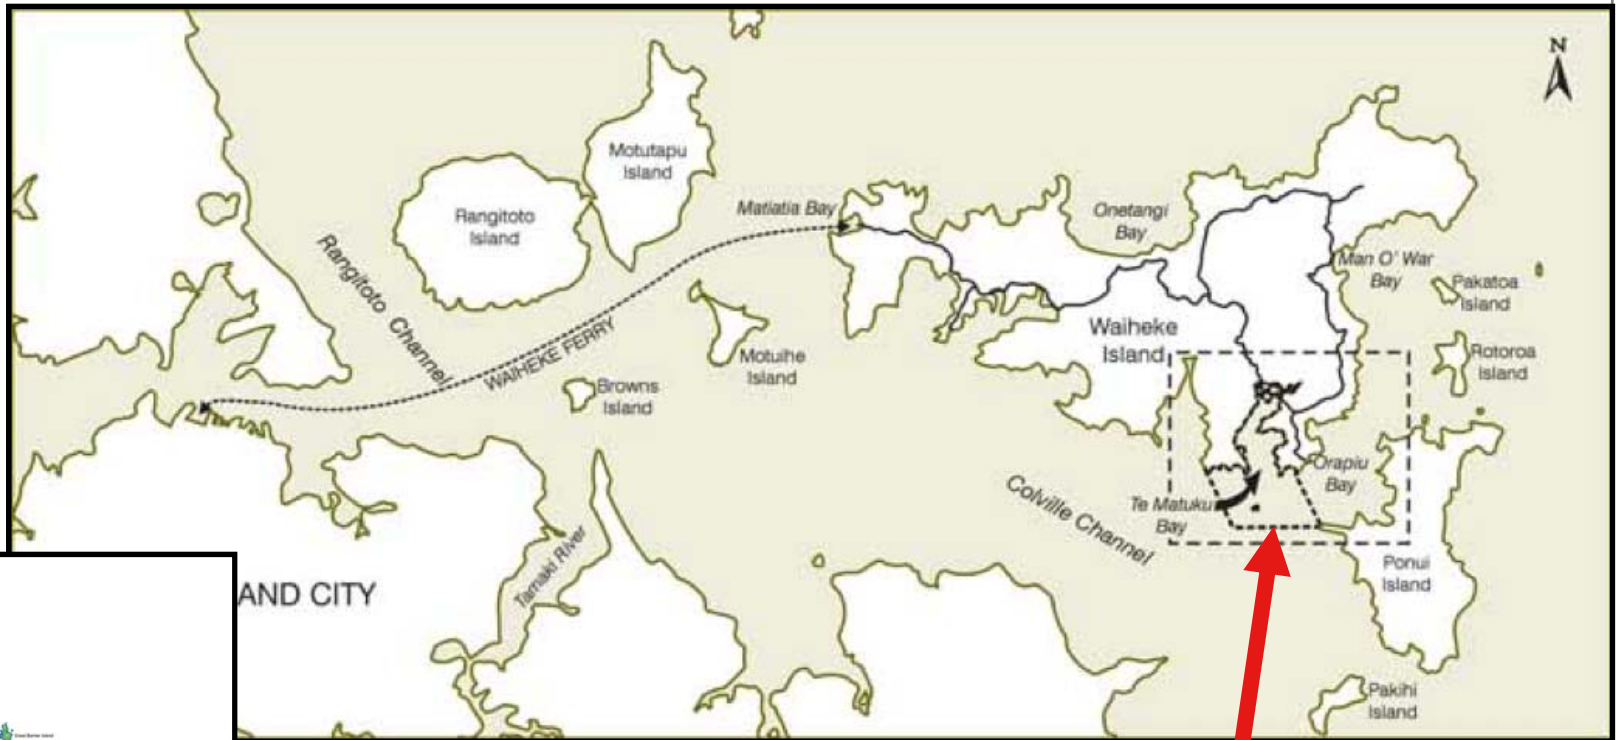 N
Motutapu
Island
Rangitoto
Island
Matiatia Bay
Onetangi
Bay
Rangitoto Channel
Man O' War
Bay
Pakatoa
Island
WAIHEKE FERRY
Motuihe
Island
Waiheke
Island
Rotoroa
Island
Browns
Island
Orapiu
Bay
Colville Channel
Te Matuku
Bay
Tamaki River
Ponui
Island
AND CITY
Pakihi
Island